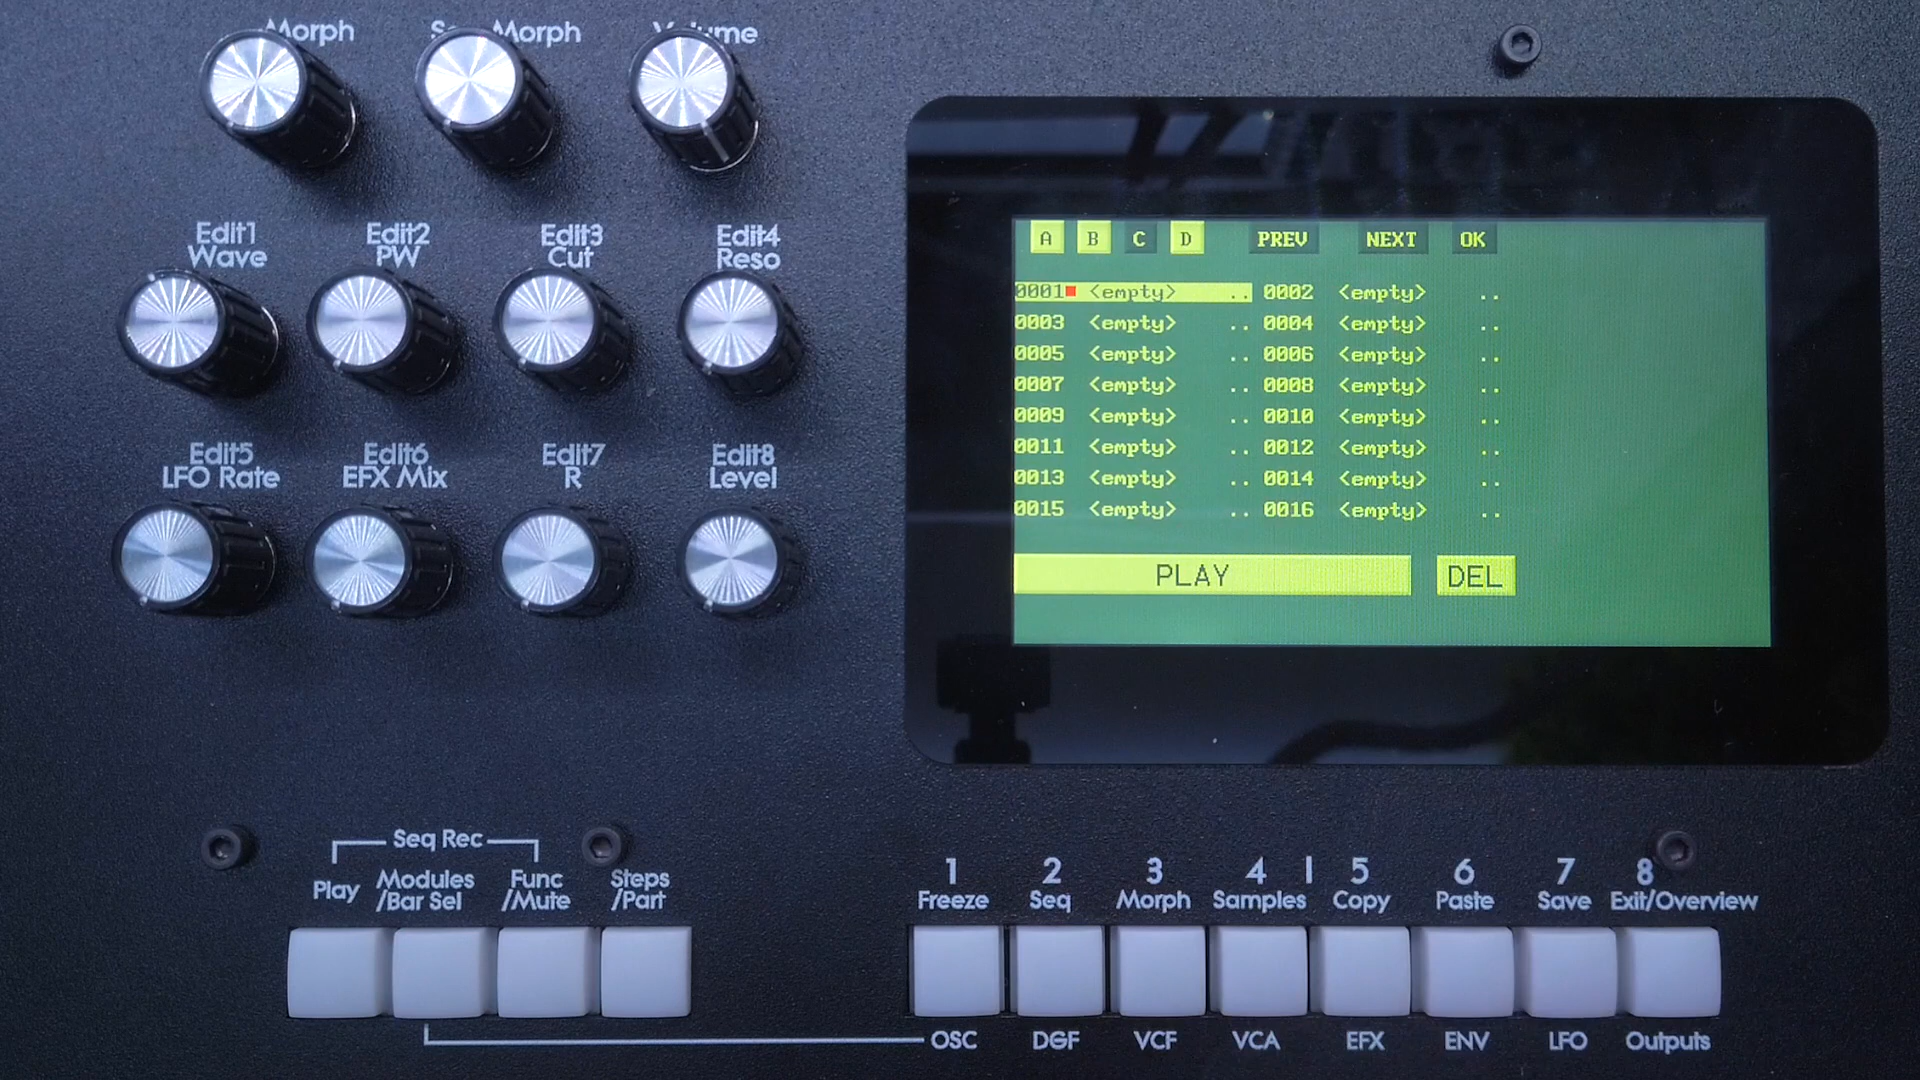 Morph Morph
Edit1 Edit2 Edit3 Edit4
Wave PW Cut Reso
Edit5 Edit6 Edit7 Edit8
LFO Rate EFX Mix R Level
A B C D PREV NEXT OK
0001 <empty> .. 0002 <empty> ..
0003 <empty> .. 0004 <empty> ..
0005 <empty> .. 0006 <empty> ..
0007 <empty> .. 0008 <empty> ..
0009 <empty> .. 0010 <empty> ..
0011 <empty> .. 0012 <empty> ..
0013 <empty> .. 0014 <empty> ..
0015 <empty> .. 0016 <empty> ..
PLAY DEL
Seq Rec
Play Modules Func Steps
/Bar Sel /Mute /Part
1 2 3 4 | 5 6 7 8
Freeze Seq Morph Samples Copy Paste Save Exit/Overview
OSC DGF VCF VCA EFX ENV LFO Outputs